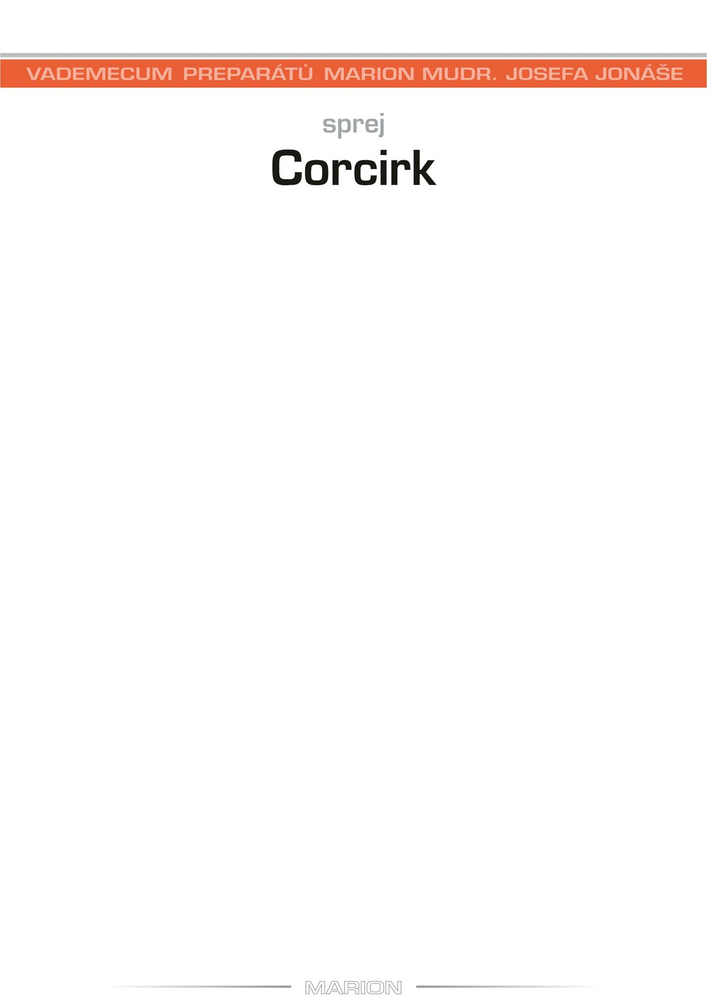 VADEMECUM PREPARÁTŮ MARION MUDR. JOSEFA JONÁŠE
sprej
Corcirk
MARION